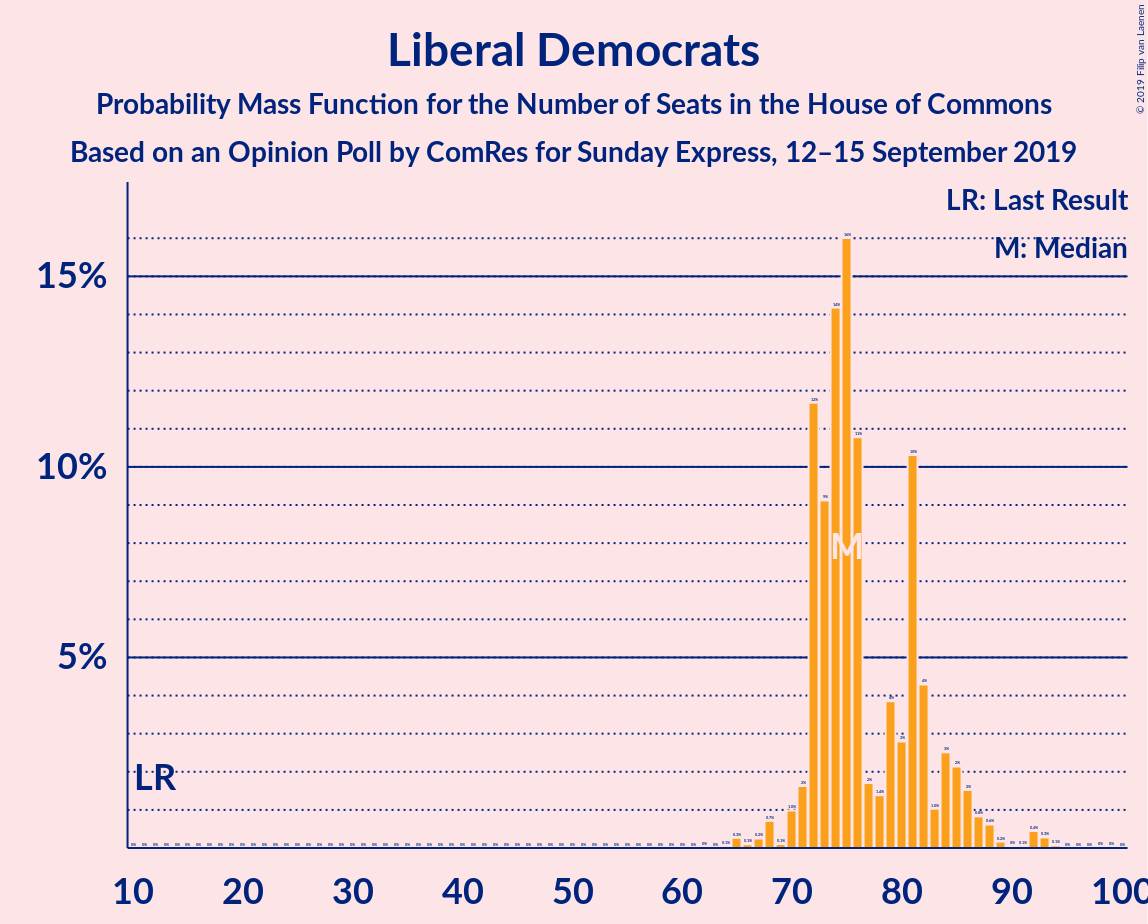 Liberal Democrats
Probability Mass Function for the Number of Seats in the House of Commons
Based on an Opinion Poll by ComRes for Sunday Express, 12–15 September 2019
© 2019 Filip van Laenen
LR: Last Result
M: Median
15%
10%
5%
LR
M
10 20 30 40 50 60 70 80 90 100